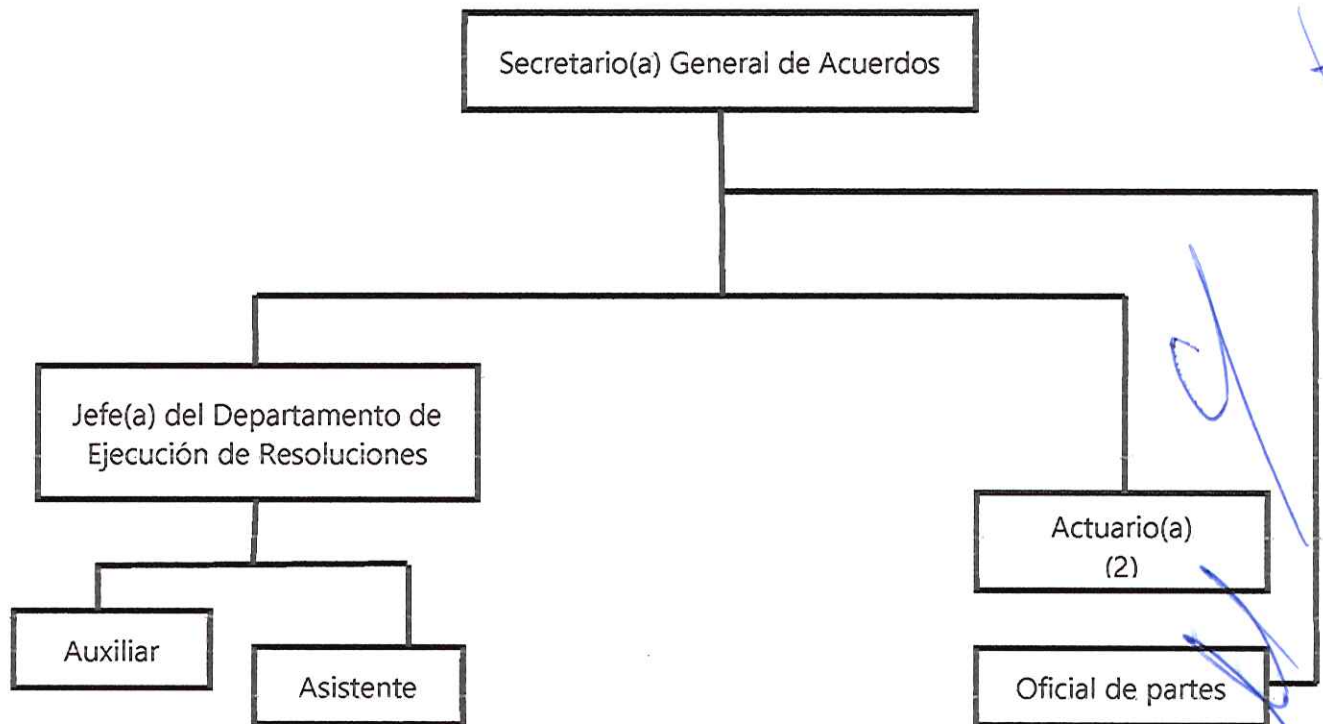 Secretario(a) General de Acuerdos
Jefe(a) del Departamento de
Ejecución de Resoluciones
Actuario(a)
(2)
Auxiliar
Asistente
Oficial de partes